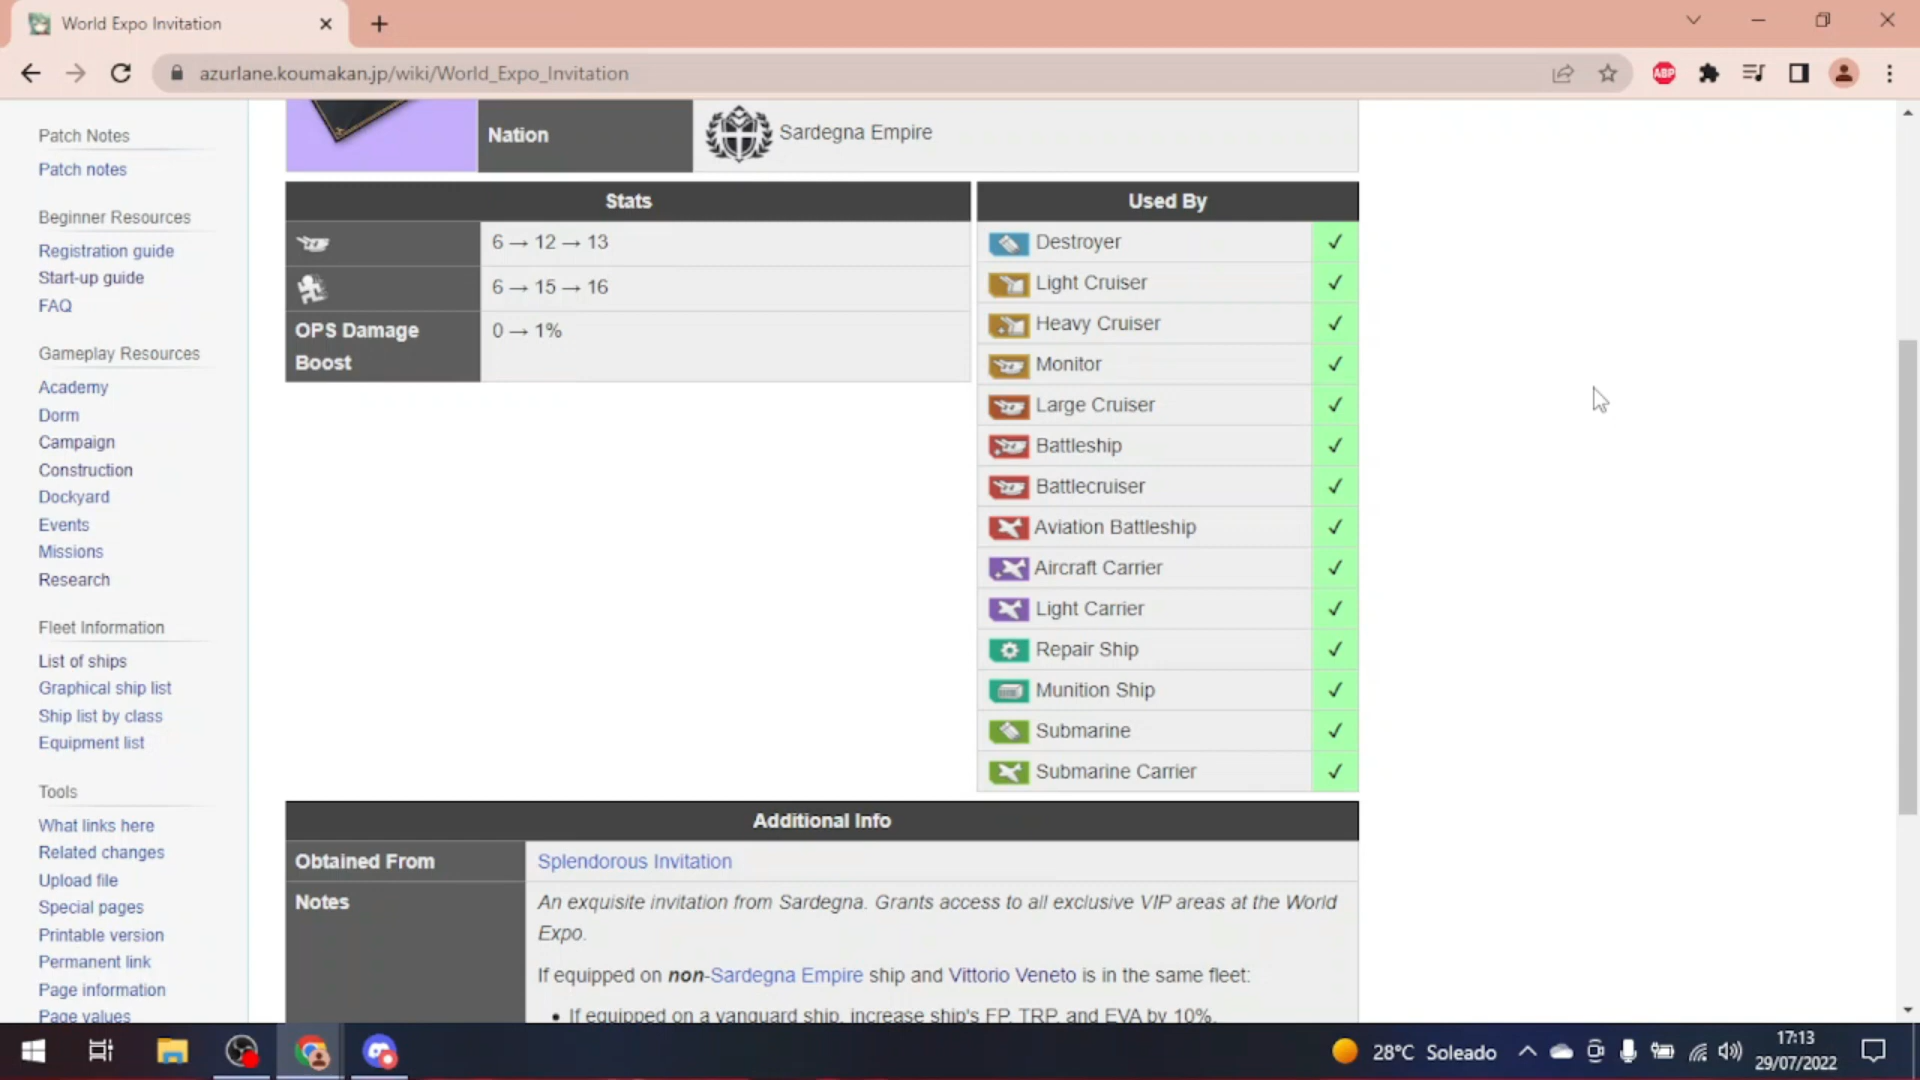 World Expo Invitation
azurlane.koumakan.jp/wiki/World_Expo_Invitation
ABP
Patch Notes
Patch notes
Beginner Resources
Registration guide
Start-up guide
FAQ
Gameplay Resources
Academy
Dorm
Campaign
Construction
Dockyard
Events
Missions
Research
Fleet Information
List of ships
Graphical ship list
Ship list by class
Equipment list
Tools
What links here
Related changes
Upload file
Special pages
Printable version
Permanent link
Page information
Page values
Nation Sardegna Empire
Stats
6 → 12 → 13
6 → 15 → 16
OPS Damage Boost 0 → 1%
Used By
Destroyer ✓
Light Cruiser ✓
Heavy Cruiser ✓
Monitor ✓
Large Cruiser ✓
Battleship ✓
Battlecruiser ✓
Aviation Battleship ✓
Aircraft Carrier ✓
Light Carrier ✓
Repair Ship ✓
Munition Ship ✓
Submarine ✓
Submarine Carrier ✓
Additional Info
Obtained From Splendorous Invitation
Notes An exquisite invitation from Sardegna. Grants access to all exclusive VIP areas at the World
Expo.
If equipped on non-Sardegna Empire ship and Vittorio Veneto is in the same fleet:
• If equipped on a vanguard ship, increase ship's FP, TRP, and EVA by 10%.
28°C Soleado
17:13
29/07/2022